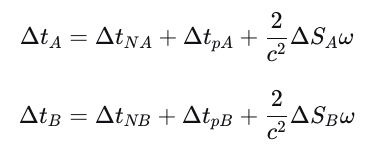 Δt_A = Δt_{NA} + Δt_{pA} + \frac{2}{c^2} ΔS_A ω
Δt_B = Δt_{NB} + Δt_{pB} + \frac{2}{c^2} ΔS_B ω